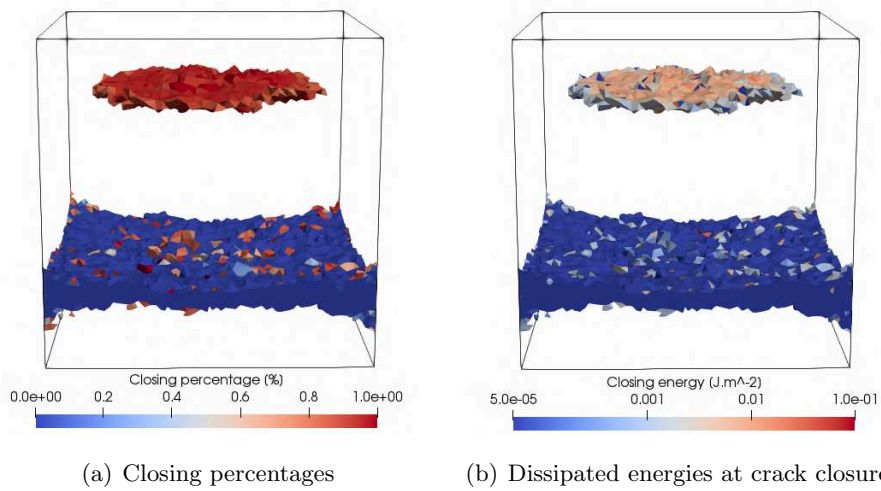 Closing percentage [%]
0.0e+00 0.2 0.4 0.6 0.8 1.0e+00
Closing energy [J.m^-2]
5.0e-05 0.001 0.01 1.0e-01
(a) Closing percentages
(b) Dissipated energies at crack closure